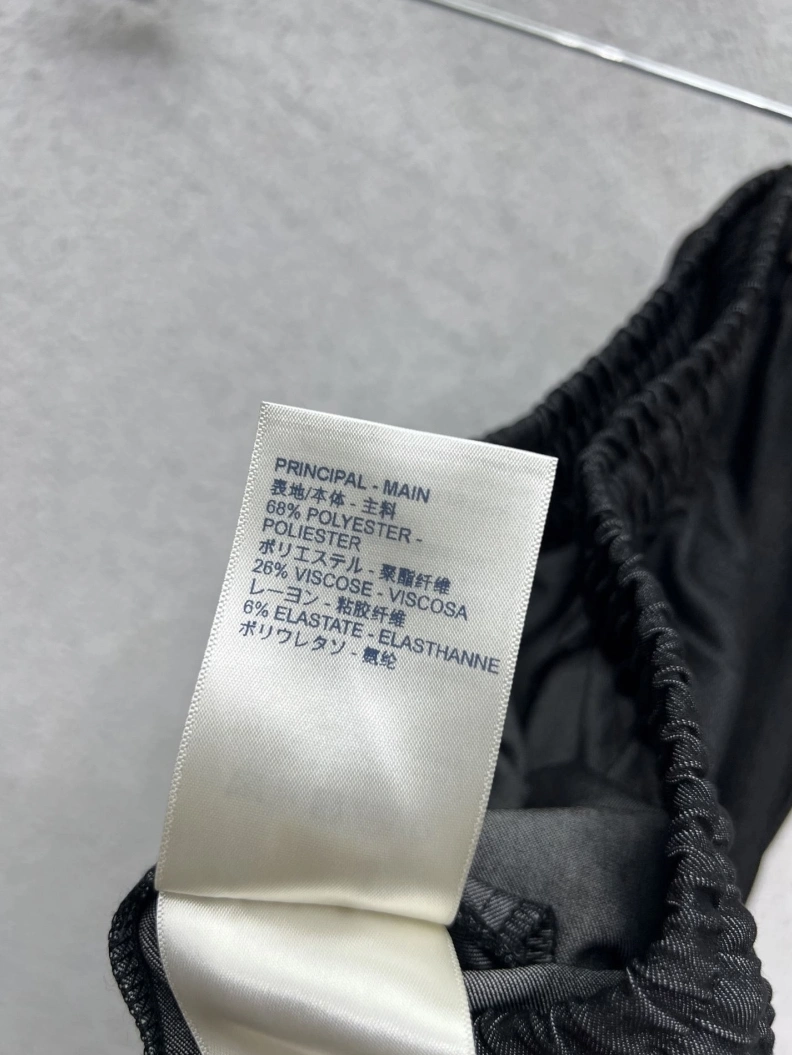 PRINCIPAL - MAIN
表地/本体 - 主料
68% POLYESTER -
POLIESTER
ポリエステル - 聚酯纤维
26% VISCOSE - VISCOSA
レーヨン - 粘胶纤维
6% ELASTATE - ELASTHANNE
ポリウレタン - 氨纶